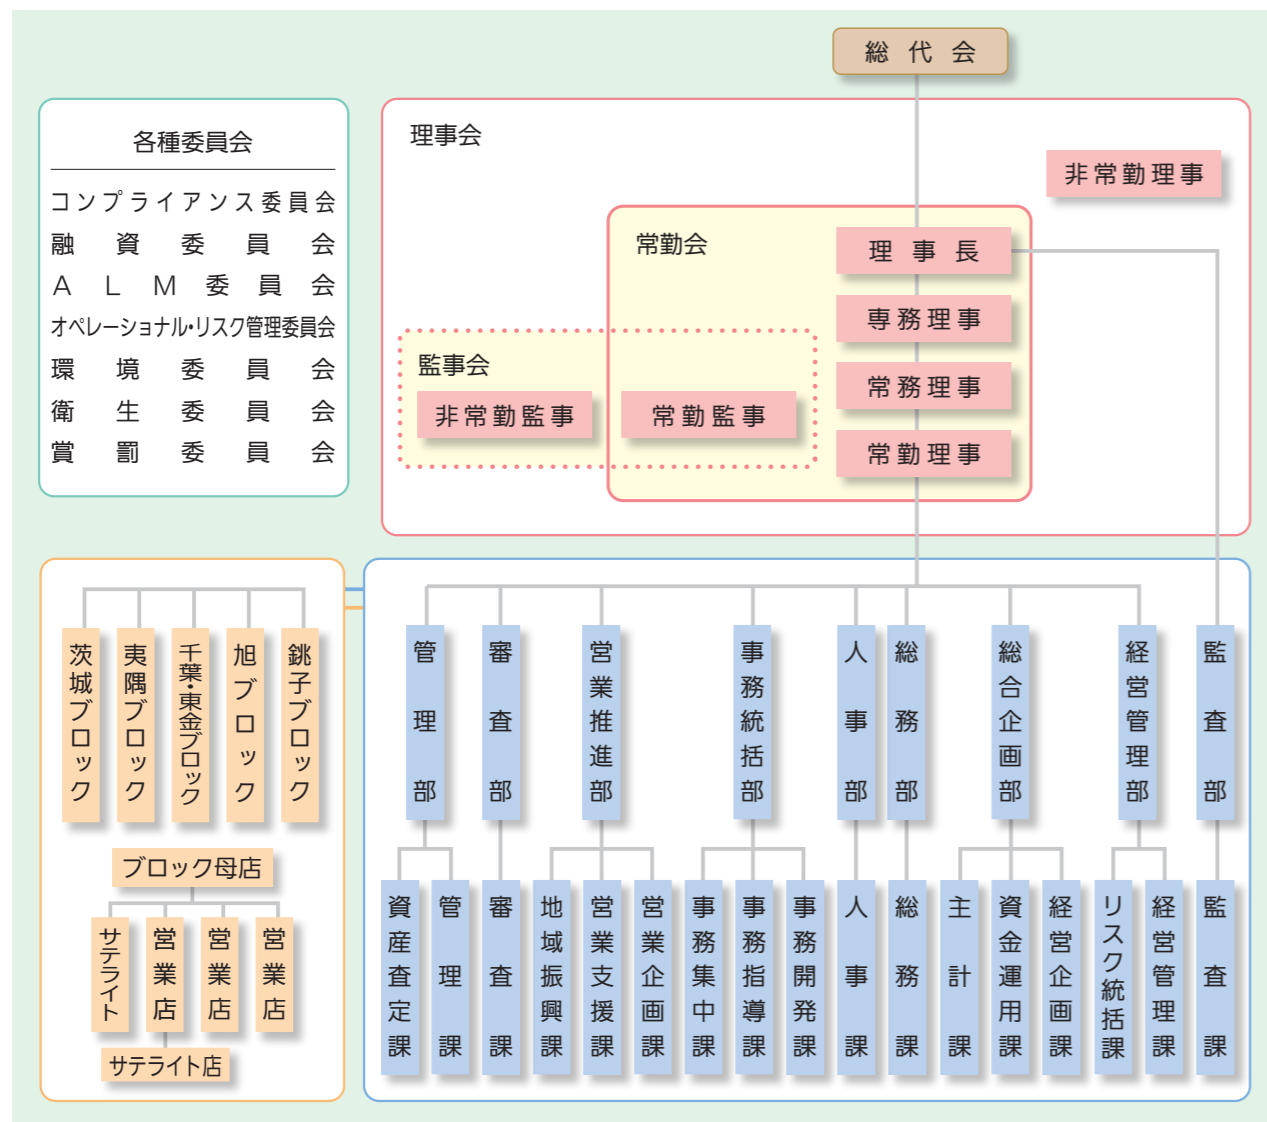 総代会
各種委員会
コンプライアンス委員会
融資委員会
ALM委員会
オペレーショナル・リスク管理委員会
環境委員会
衛生委員会
賞罰委員会
理事会
非常勤理事
常勤会
理事長
専務理事
常務理事
常勤理事
監事会
非常勤監事
常勤監事
茨城ブロック
夷隅ブロック
千葉・東金ブロック
旭ブロック
銚子ブロック
ブロック母店
サテライト
営業店
営業店
営業店
サテライト店
管理部
審査部
営業推進部
事務統括部
人事部
総務部
総合企画部
経営管理部
監査部
資産査定課
管理課
審査課
地域振興課
営業支援課
営業企画課
事務集中課
事務指導課
事務開発課
人事課
総務課
主計課
資金運用課
経営企画課
リスク統括課
経営管理課
監査課